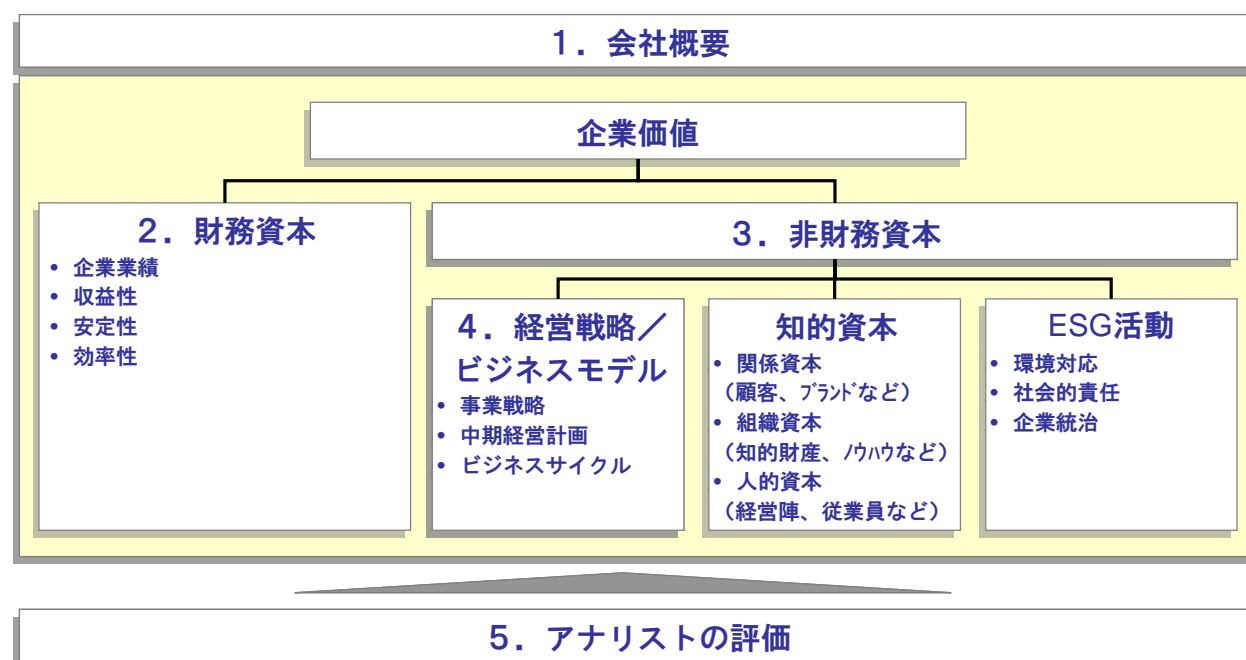 １．会社概要
企業価値
２．財務資本
• 企業業績
• 収益性
• 安定性
• 効率性
３．非財務資本
４．経営戦略／
ビジネスモデル
• 事業戦略
• 中期経営計画
• ビジネスサイクル
知的資本
• 関係資本
（顧客、ﾌﾞﾗﾝﾄﾞなど）
• 組織資本
（知的財産、ﾉｳﾊｳなど）
• 人的資本
（経営陣、従業員など）
ESG活動
• 環境対応
• 社会的責任
• 企業統治
５．アナリストの評価